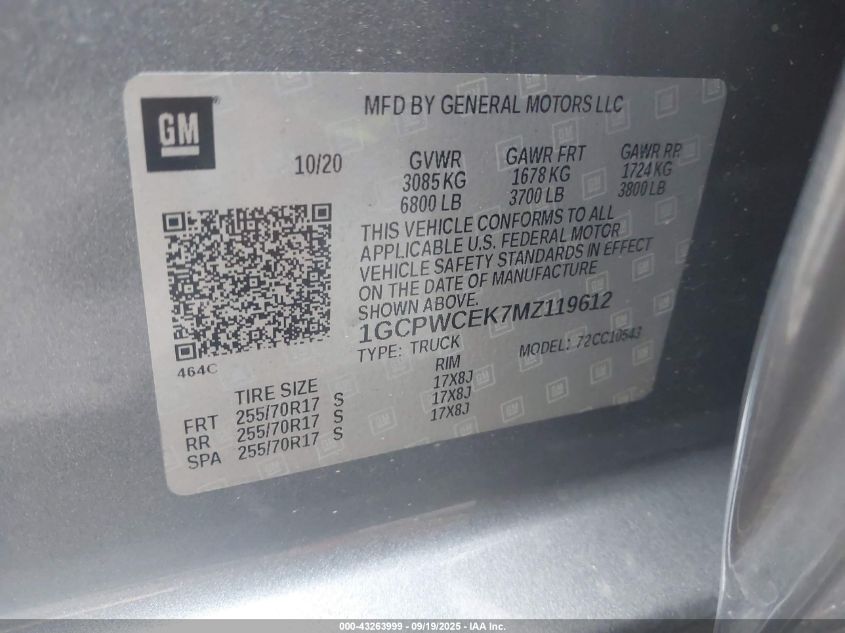 GM
MFD BY GENERAL MOTORS LLC
10/20
GVWR
3085 KG
6800 LB
GAWR FRT
1678 KG
3700 LB
GAWR RR
1724 KG
3800 LB
THIS VEHICLE CONFORMS TO ALL
APPLICABLE U.S. FEDERAL MOTOR
VEHICLE SAFETY STANDARDS IN EFFECT
ON THE DATE OF MANUFACTURE
SHOWN ABOVE.
1GCPWCEK7MZ119612
TYPE: TRUCK MODEL: 72CC10543
464C
TIRE SIZE RIM
FRT 255/70R17 S 17X8J
RR 255/70R17 S 17X8J
SPA 255/70R17 S 17X8J
000-43263999 - 09/19/2025 - IAA Inc.